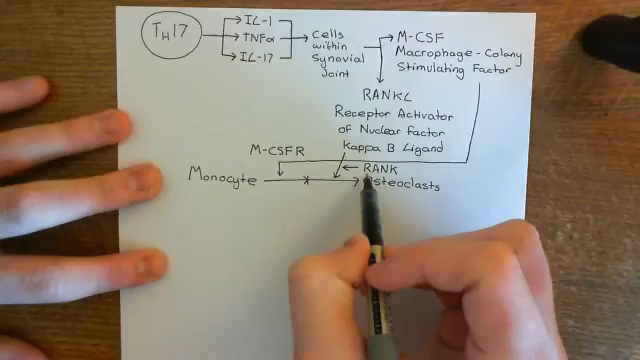 TH17
IL-1
TNFα
IL-17
Cells
within
Synovial
Joint
M-CSF
Macrophage-Colony
Stimulating Factor
RANKL
Receptor Activator
of Nuclear factor
Kappa B Ligand
M-CSFR
RANK
Monocyte
Osteoclasts